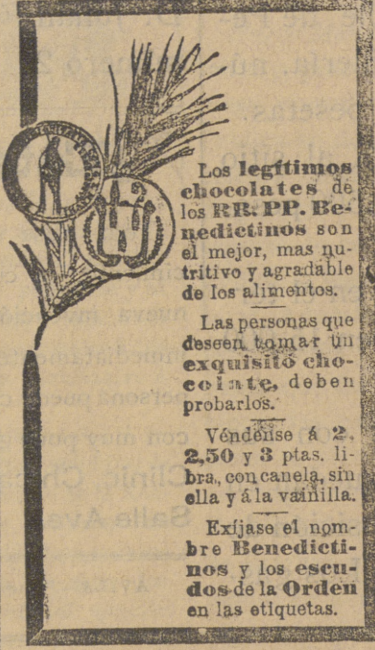 Los legítimos
chocolates de
los RR. PP. Be-
nedictinos son
el mejor, mas nu-
tritivo y agradable
de los alimentos.
Las personas que
deseen tomar un
exquisito cho-
colate, deben
probarlos.
Véndense á 2,
2,50 y 3 ptas. li-
bra, con canela, sin
ella y á la vainilla.
Exíjase el nom-
bre Benedicti-
nos y los escu-
dos de la Orden
en las etiquetas.